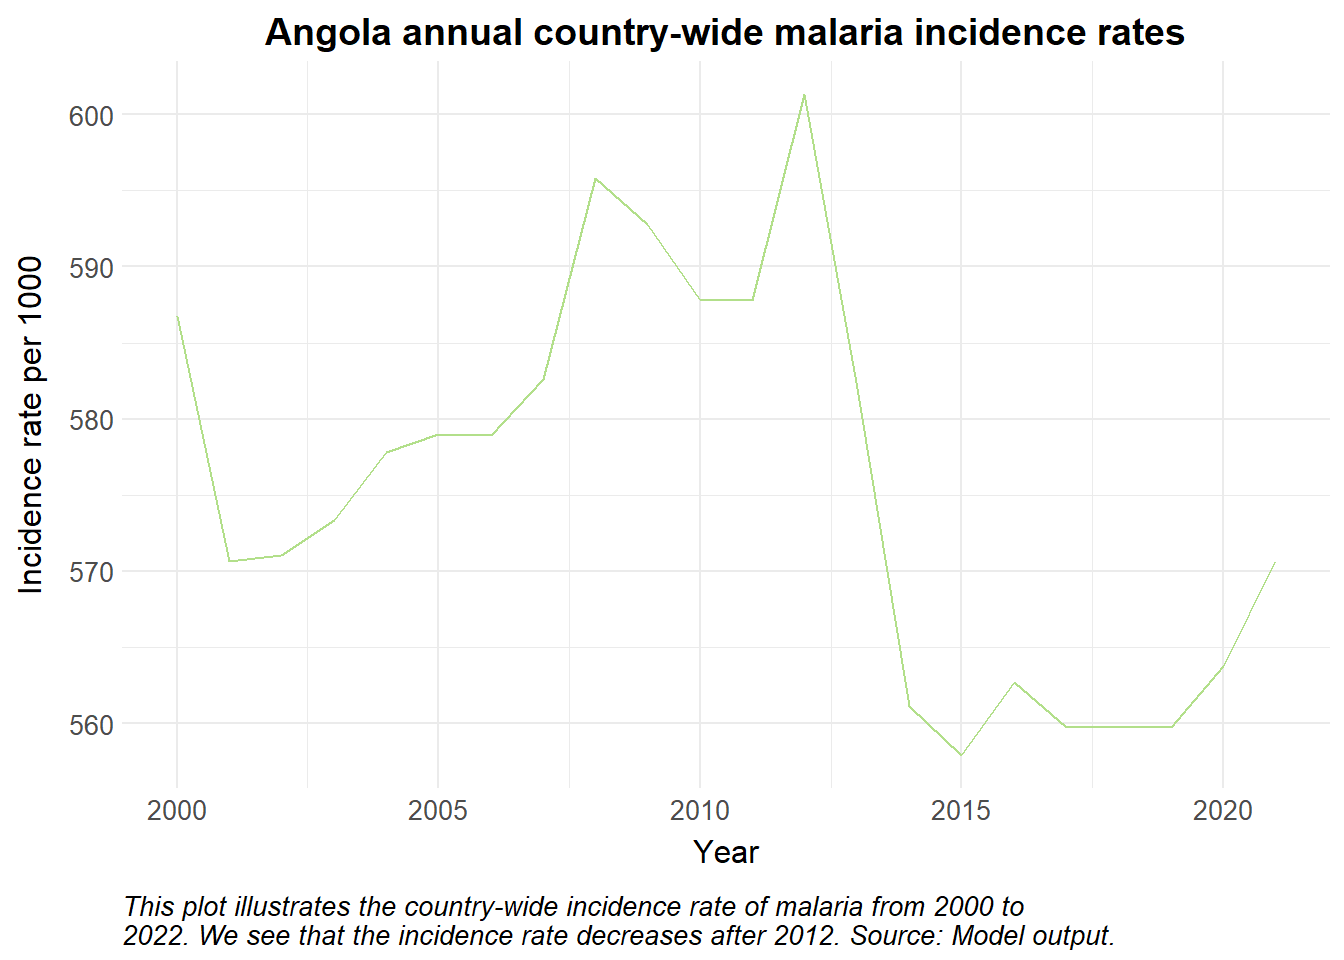 Angola annual country-wide malaria incidence rates
Incidence rate per 1000
600
590
580
570
560
2000 2005 2010 2015 2020
Year
This plot illustrates the country-wide incidence rate of malaria from 2000 to
2022. We see that the incidence rate decreases after 2012. Source: Model output.